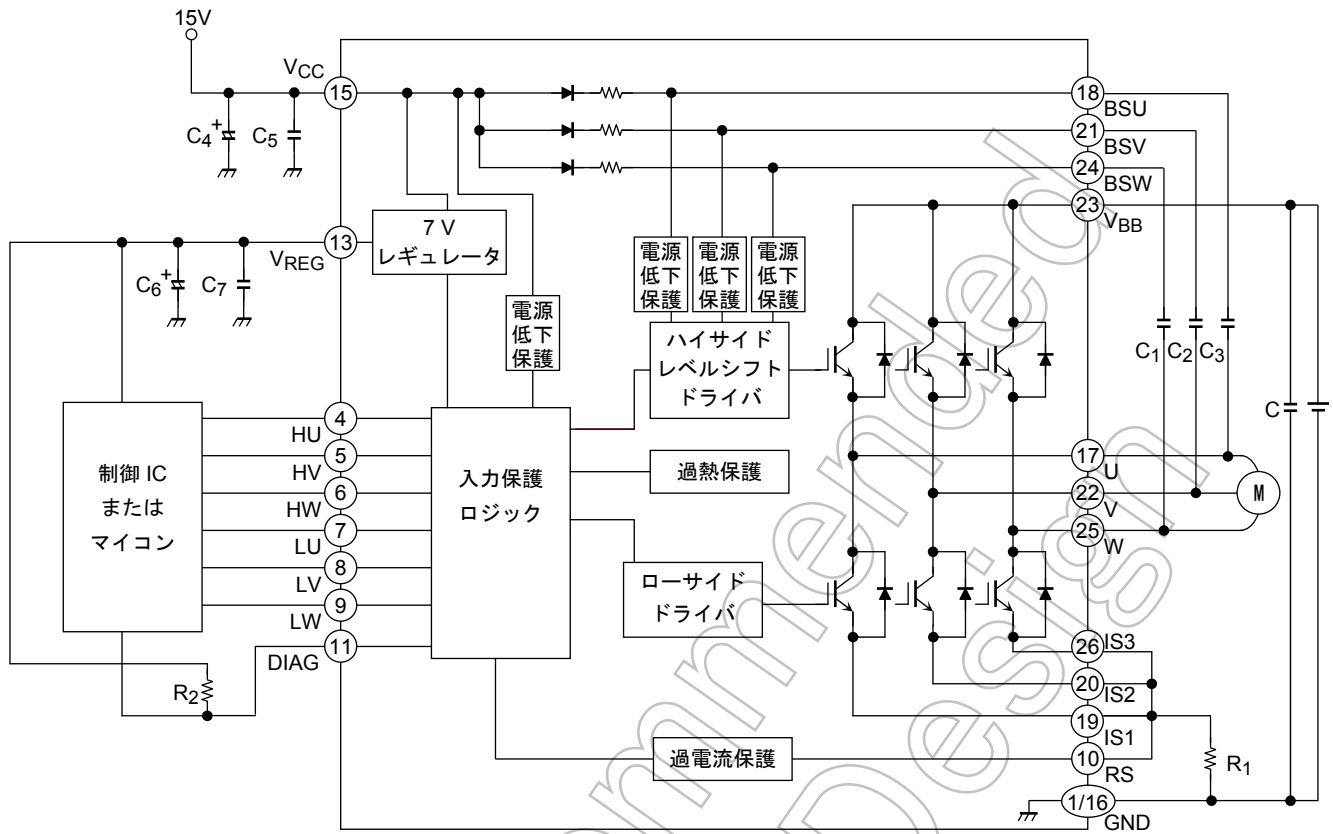 15V
VCC
15
18
BSU
C4
+
C5
21
BSV
24
BSW
23
VBB
7 V
レギュレータ
13
VREG
C6
+
C7
電源
低下
保護
電源
低下
保護
電源
低下
保護
電源
低下
保護
ハイサイド
レベルシフト
ドライバ
C1
C2
C3
C
制御 IC
または
マイコン
4
HU
5
HV
6
HW
7
LU
8
LV
9
LW
11
DIAG
R2
入力保護
ロジック
過熱保護
ローサイド
ドライバ
17
U
22
V
25
W
M
26
IS3
20
IS2
19
IS1
過電流保護
10
RS
R1
1/16
GND
ommended
Design